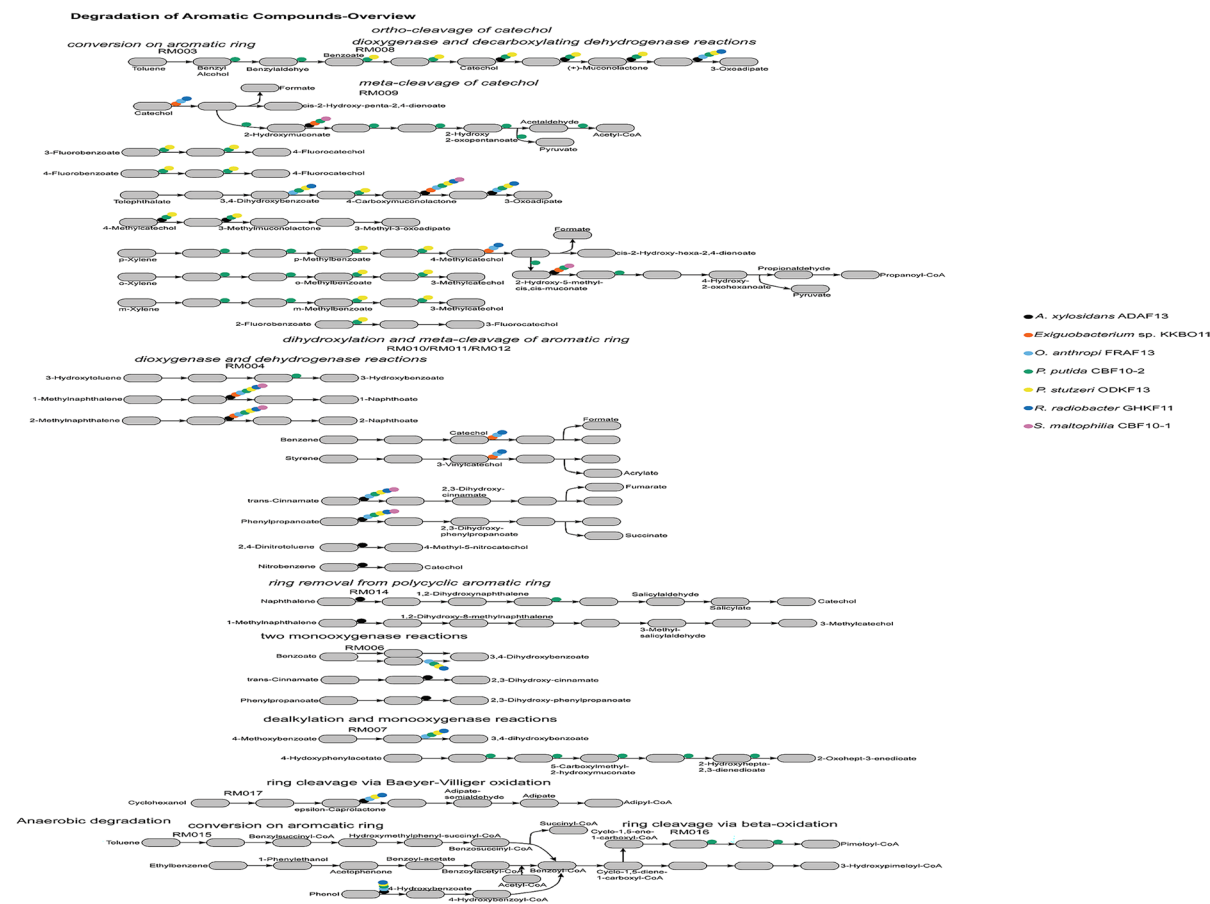 Degradation of Aromatic Compounds-Overview
ortho-cleavage of catechol
conversion on aromatic ring
dioxygenase and decarboxylating dehydrogenase reactions
RM003
Benzoate
RM008
Toluene
Benzyl
Alcohol
Benzylaldehye
Catechol
(+)-Muconolactone
3-Oxoadipate
meta-cleavage of catechol
RM009
Formate
Catechol
cis-2-Hydroxy-penta-2,4-dienoate
2-Hydroxymuconate
2-Hydroxy
2-oxopentanoate
Acetaldehyde
Acetyl-CoA
Pyruvate
3-Fluorobenzoate
4-Fluorocatechol
4-Fluorobenzoate
4-Fluorocatechol
Telephthalate
3,4-Dihydroxybenzoate
4-Carboxymuconolactone
3-Oxoadipate
4-Methylcatechol
3-Methylmuconolactone
3-Methyl-3-oxoadipate
Formate
p-Xylene
p-Methylbenzoate
4-Methylcatechol
cis-2-Hydroxy-hexa-2,4-dienoate
o-Xylene
o-Methylbenzoate
3-Methylcatechol
2-Hydroxy-5-methyl-
cis,cis-muconate
4-Hydroxy-
2-oxohexanoate
Propionaldehyde
Propanoyl-CoA
Pyruvate
m-Xylene
m-Methylbenzoate
3-Methylcatechol
2-Fluorobenzoate
3-Fluorocatechol
A. xylosidans ADAF13
Exiguobacterium sp. KKBO11
O. anthropi FRAF13
P. putida CBF10-2
P. stutzeri ODKF13
R. radiobacter GHKF11
S. maltophilia CBF10-1
dihydroxylation and meta-cleavage of aromatic ring
RM010/RM011/RM012
dioxygenase and dehydrogenase reactions
RM004
3-Hydroxytoluene
3-Hydroxybenzoate
1-Methylnaphthalene
1-Naphthoate
2-Methylnaphthalene
2-Naphthoate
Benzene
Catechol
Formate
Styrene
3-Vinylcatechol
Acrylate
trans-Cinnamate
2,3-Dihydroxy-
cinnamate
Fumarate
Phenylpropanoate
2,3-Dihydroxy-
phenylpropanoate
Succinate
2,4-Dinitrotoluene
4-Methyl-5-nitrocatechol
Nitrobenzene
Catechol
ring removal from polycyclic aromatic ring
RM014
Naphthalene
1,2-Dihydroxynaphthalene
Salicylaldehyde
Salicylate
Catechol
1-Methylnaphthalene
1,2-Dihydroxy-8-methylnaphthalene
3-Methyl-
salicylaldehyde
3-Methylcatechol
two monooxygenase reactions
RM006
Benzoate
3,4-Dihydroxybenzoate
trans-Cinnamate
2,3-Dihydroxy-cinnamate
Phenylpropanoate
2,3-Dihydroxy-phenylpropanoate
dealkylation and monooxygenase reactions
RM007
4-Methoxybenzoate
3,4-dihydroxybenzoate
4-Hydroxyphenylacetate
5-Carboxylmethyl-
2-hydroxymuconate
2-Hydroxyhepta-
2,3-dienedioate
2-Oxohept-3-enedioate
ring cleavage via Baeyer-Villiger oxidation
RM017
Cyclohexanol
epsilon-Caprolactone
Adipate-
semialdehyde
Adipate
Adipyl-CoA
Anaerobic degradation
conversion on aromcatic ring
ring cleavage via beta-oxidation
RM015
Toluene
Benzylsuccinyl-CoA
Hydroxymethylphenyl-succinyl-CoA
Benzosuccinyl-CoA
Succinyl-CoA
Cyclo-1,5-ene-
1-carboxyl-CoA
RM016
Pimeloyl-CoA
Ethylbenzene
1-Phenylethanol
Acetophenone
Benzoyl-acetate
Benzoylacetyl-CoA
Benzoyl-CoA
Acetyl-CoA
Cyclo-1,5-diene-
1-carboxyl-CoA
3-Hydroxypimeloyl-CoA
Phenol
4-Hydroxybenzoate
4-Hydroxybenzoyl-CoA